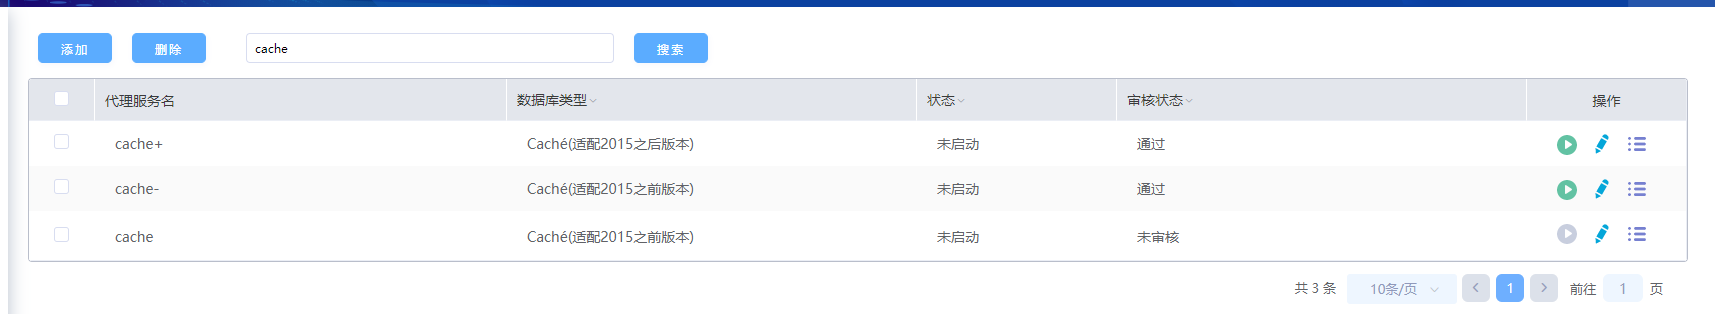 添加 删除 cache 搜索
代理服务名 数据库类型 状态 审核状态 操作
cache+ Caché(适配2015之后版本) 未启动 通过
cache- Caché(适配2015之前版本) 未启动 通过
cache Caché(适配2015之前版本) 未启动 未审核
共 3 条 10条/页 1 前往 1 页